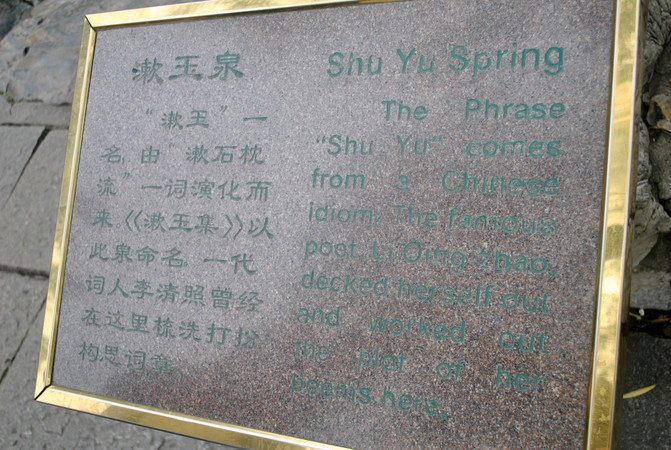 漱玉泉
“漱玉”一
名,由“漱石枕
流”一词演化而
来。《漱玉集》以
此泉命名。一代
词人李清照曾经
在这里梳洗打扮
构思词章
Shu Yu Spring
The Phrase
“Shu Yu” comes
from a Chinese
idiom. The famous
poet, Li Qing zhao,
decked herself out
and worked out
the plot of her
poems here.